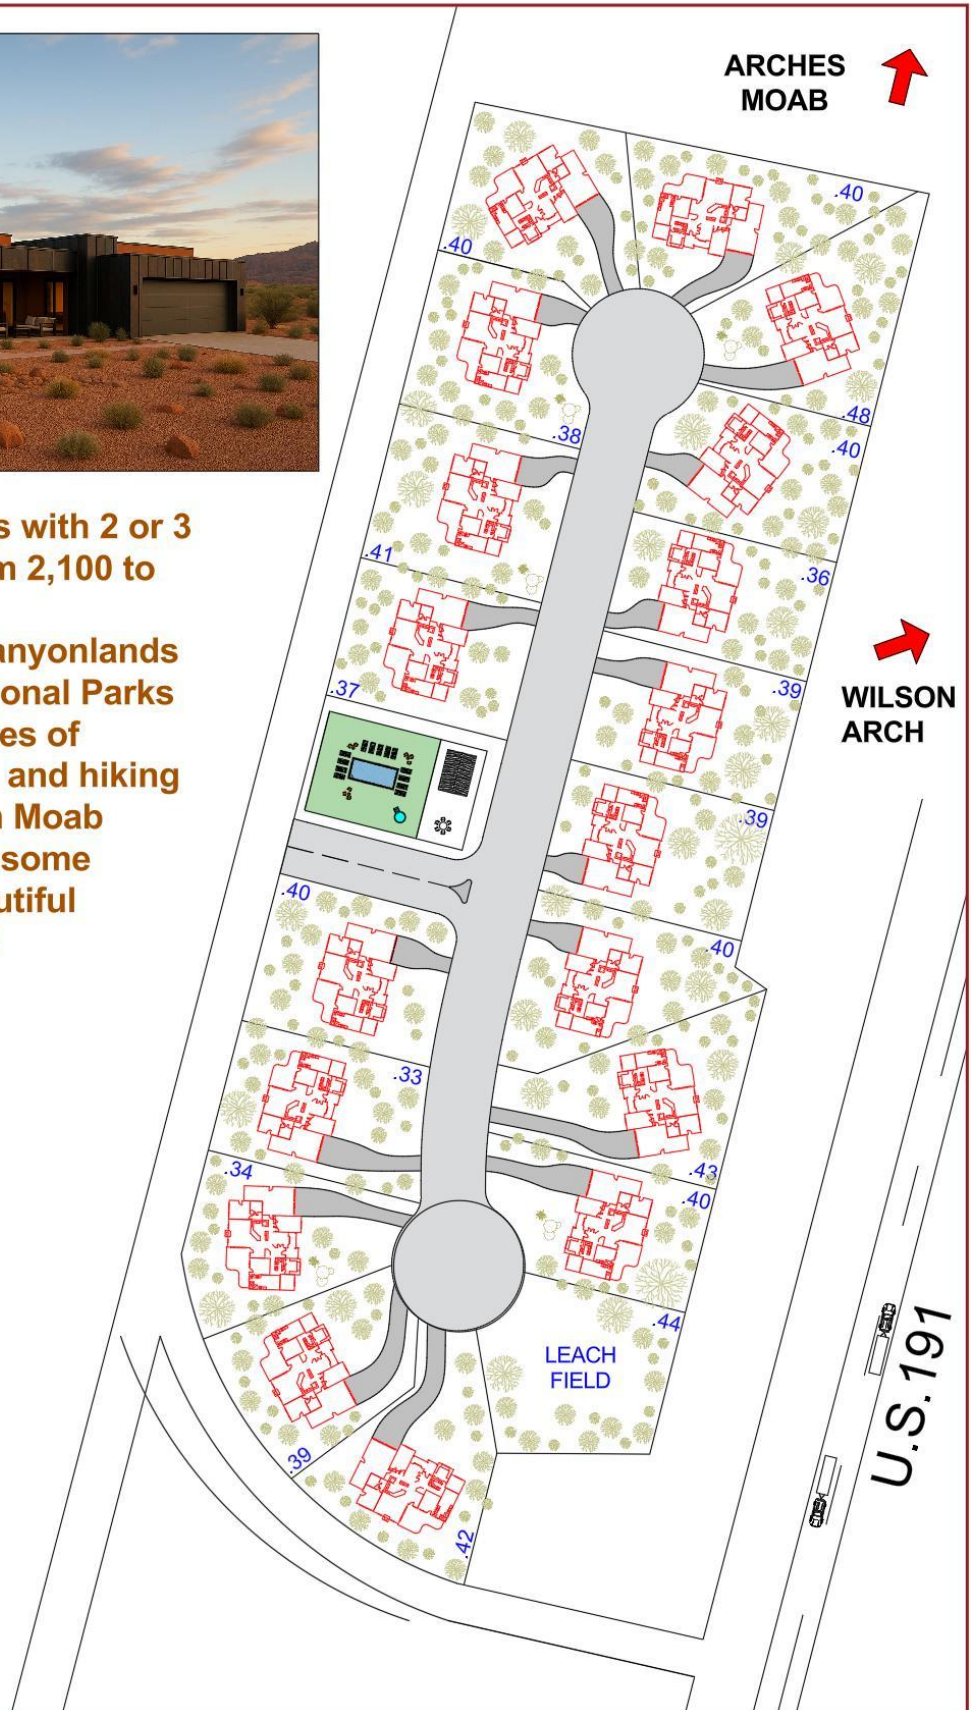 ARCHES
MOAB
.40
.40
.48
.38
.40
.41
.36
s with 2 or 3
m 2,100 to
anyonlands
onal Parks
es of
and hiking
Moab
some
utiful
.37
.39
WILSON
ARCH
.39
.40
.40
.33
.34
.43
.40
.44
LEACH
FIELD
.39
.42
U.S. 191